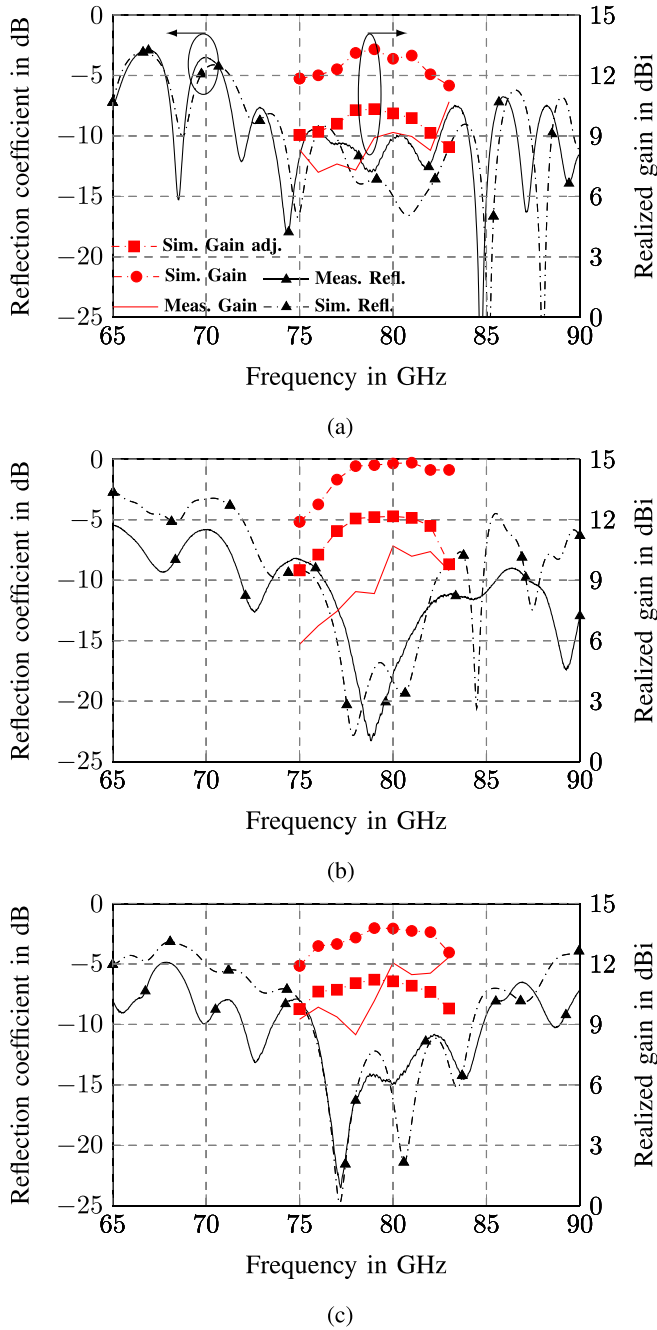 Reflection coefficient in dB
0
−5
−10
−15
−20
−25
15
12
9
6
3
0
Realized gain in dBi
Sim. Gain adj.
Sim. Gain
Meas. Refl.
Meas. Gain
Sim. Refl.
65 70 75 80 85 90
Frequency in GHz
(a)
Reflection coefficient in dB
0
−5
−10
−15
−20
−25
15
12
9
6
3
0
Realized gain in dBi
65 70 75 80 85 90
Frequency in GHz
(b)
Reflection coefficient in dB
0
−5
−10
−15
−20
−25
15
12
9
6
3
0
Realized gain in dBi
65 70 75 80 85 90
Frequency in GHz
(c)